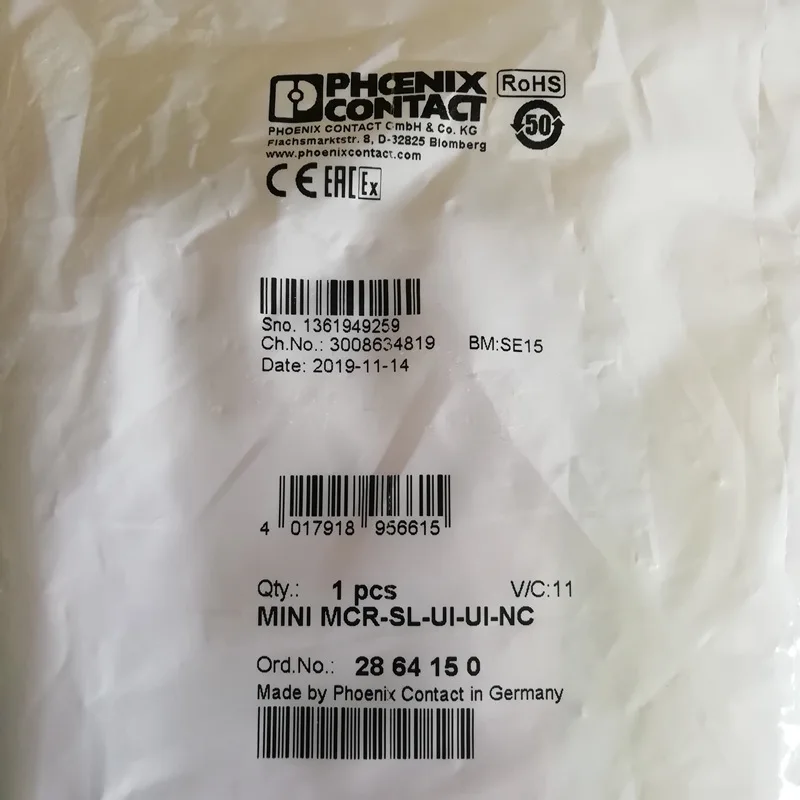 PHŒNIX
CONTACT
RoHS
50
PHOENIX CONTACT GmbH & Co. KG
Flachsmarktstr. 8, D-32825 Blomberg
www.phoenixcontact.com
CE EAC Ex
Sno. 1361949259
Ch.No.: 3008634819 BM:SE15
Date: 2019-11-14
4 017918 956615
Qty.: 1 pcs V/C:11
MINI MCR-SL-UI-UI-NC
Ord.No.: 28 64 15 0
Made by Phoenix Contact in Germany